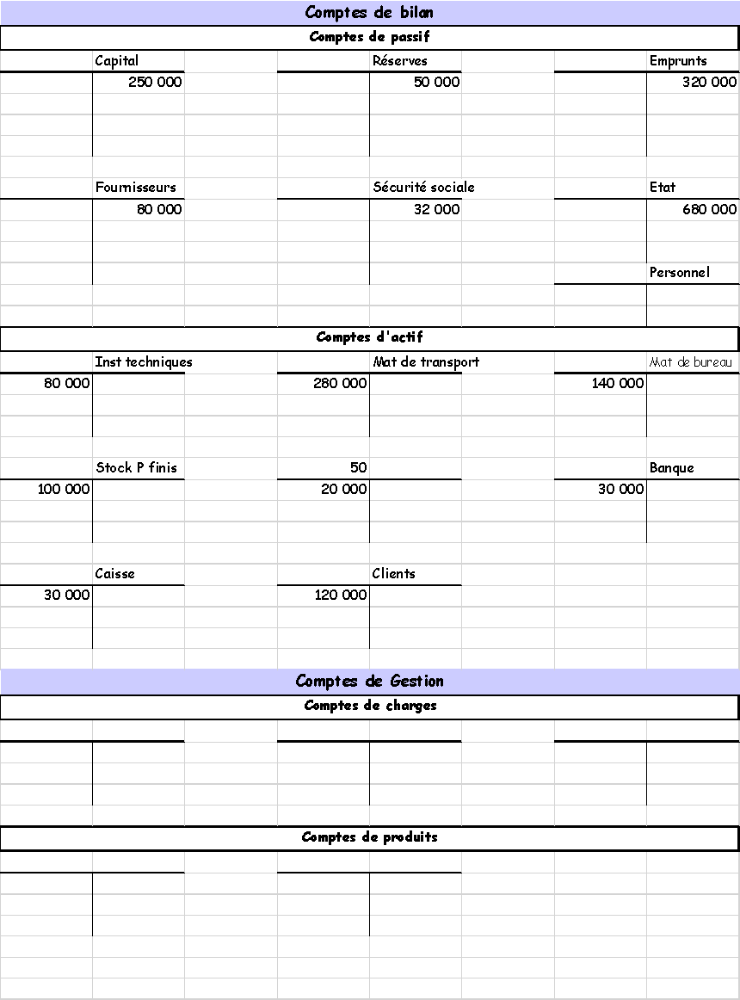 Comptes de bilan
Comptes de passif
Capital Réserves Emprunts
250 000 50 000 320 000
Fournisseurs Sécurité sociale Etat
80 000 32 000 680 000
Personnel
Comptes d'actif
Inst techniques Mat de transport Mat de bureau
80 000 280 000 140 000
Stock P finis 50 Banque
100 000 20 000 30 000
Caisse Clients
30 000 120 000
Comptes de Gestion
Comptes de charges
Comptes de produits